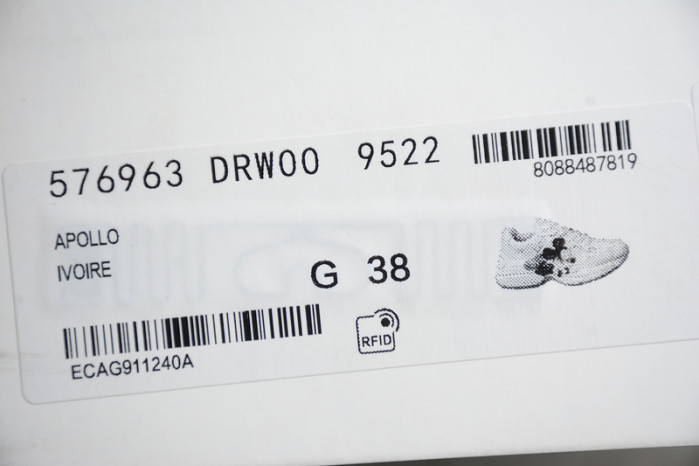 576963 DRW00 9522
8088487819
APOLLO
IVOIRE
G 38
RFID
ECAG911240A